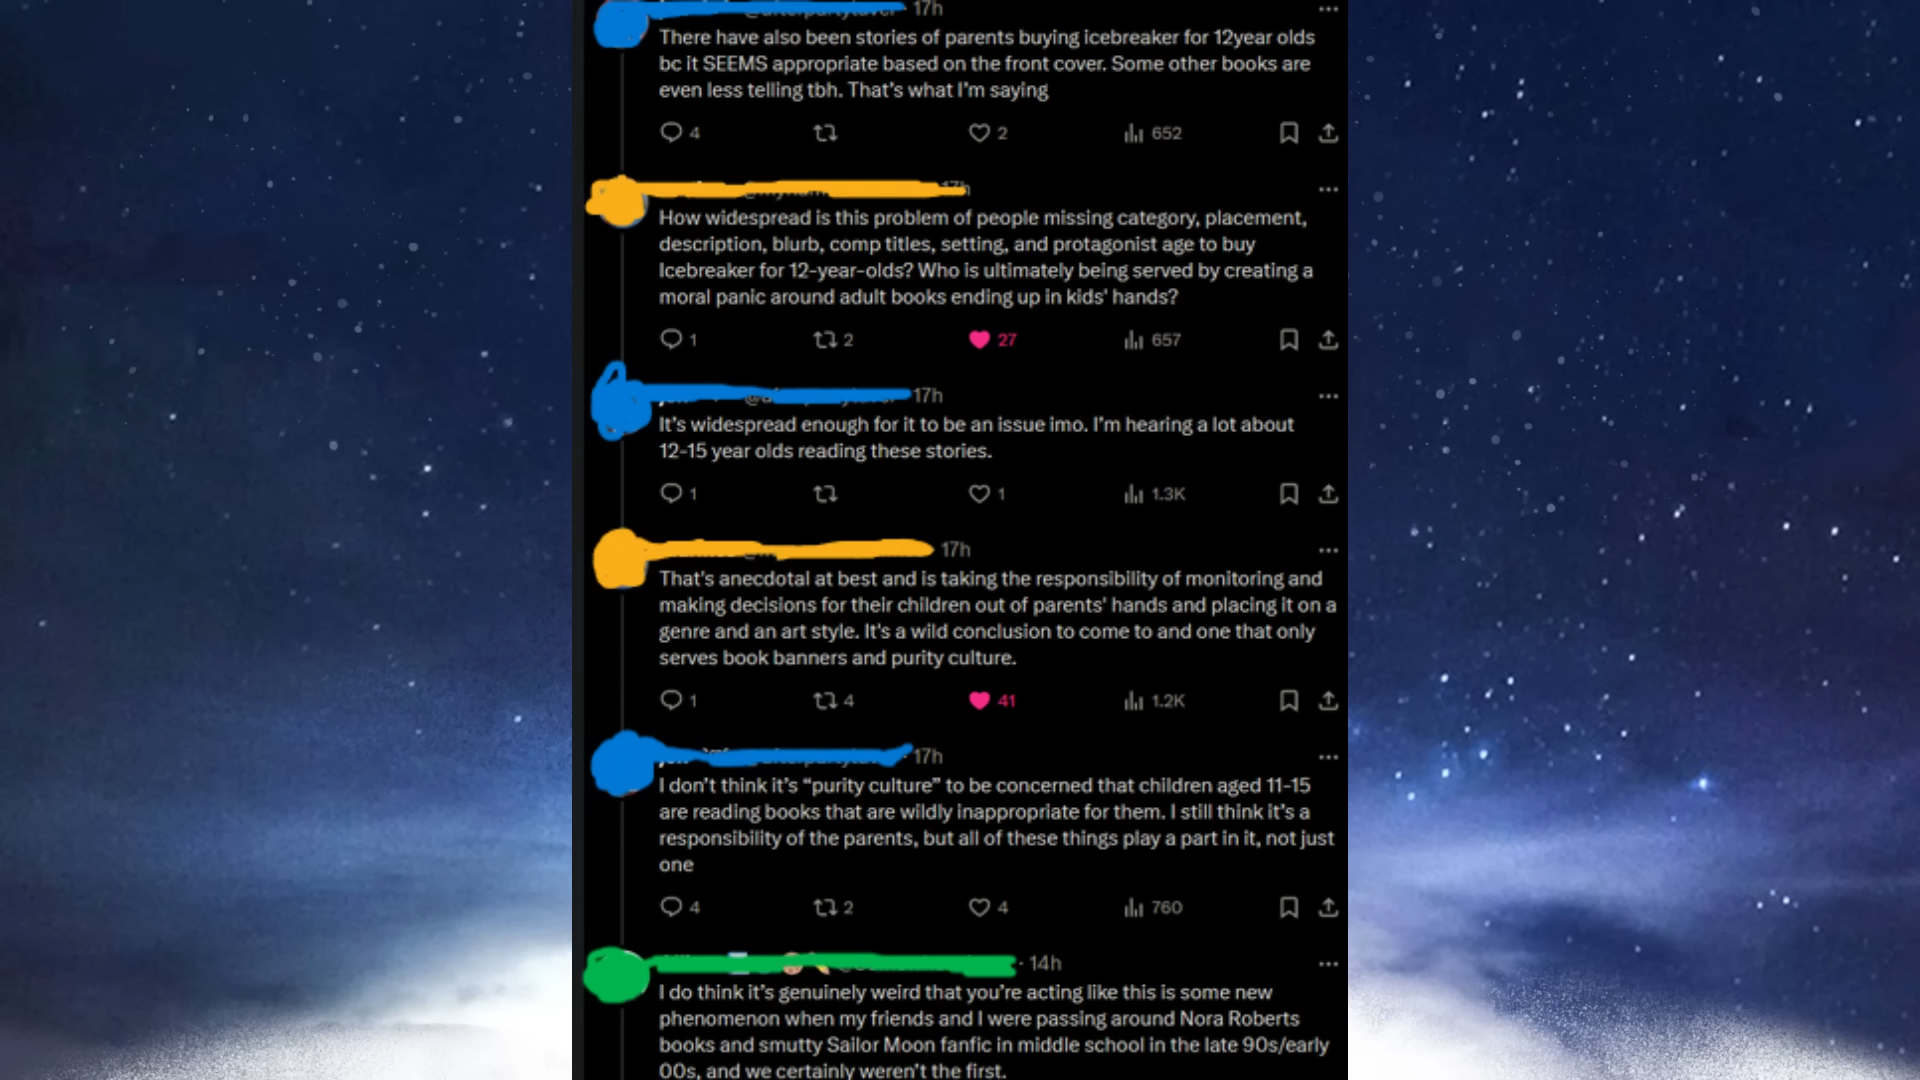 17h
There have also been stories of parents buying icebreaker for 12year olds
bc it SEEMS appropriate based on the front cover. Some other books are
even less telling tbh. That's what I'm saying
4 2 652
17h
How widespread is this problem of people missing category, placement,
description, blurb, comp titles, setting, and protagonist age to buy
Icebreaker for 12-year-olds? Who is ultimately being served by creating a
moral panic around adult books ending up in kids' hands?
1 2 27 657
17h
It's widespread enough for it to be an issue imo. I'm hearing a lot about
12-15 year olds reading these stories.
1 1 1.3K
17h
That's anecdotal at best and is taking the responsibility of monitoring and
making decisions for their children out of parents' hands and placing it on a
genre and an art style. It's a wild conclusion to come to and one that only
serves book banners and purity culture.
1 4 41 1.2K
17h
I don't think it's “purity culture” to be concerned that children aged 11-15
are reading books that are wildly inappropriate for them. I still think it's a
responsibility of the parents, but all of these things play a part in it, not just
one
4 2 4 760
· 14h
I do think it's genuinely weird that you're acting like this is some new
phenomenon when my friends and I were passing around Nora Roberts
books and smutty Sailor Moon fanfic in middle school in the late 90s/early
00s, and we certainly weren't the first.